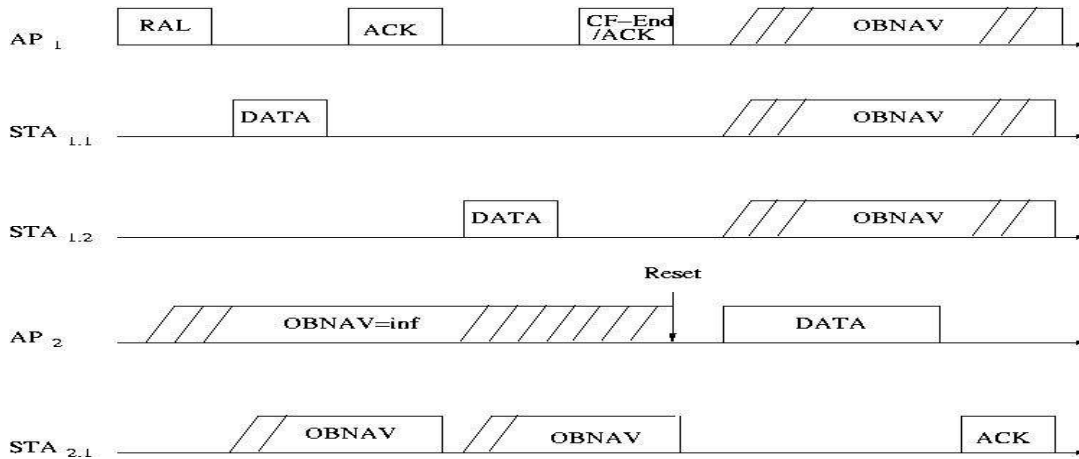 AP 1 RAL ACK CF–End /ACK OBNAV
STA 1,1 DATA OBNAV
STA 1,2 DATA OBNAV
Reset
AP 2 OBNAV=inf DATA
STA 2,1 OBNAV OBNAV ACK